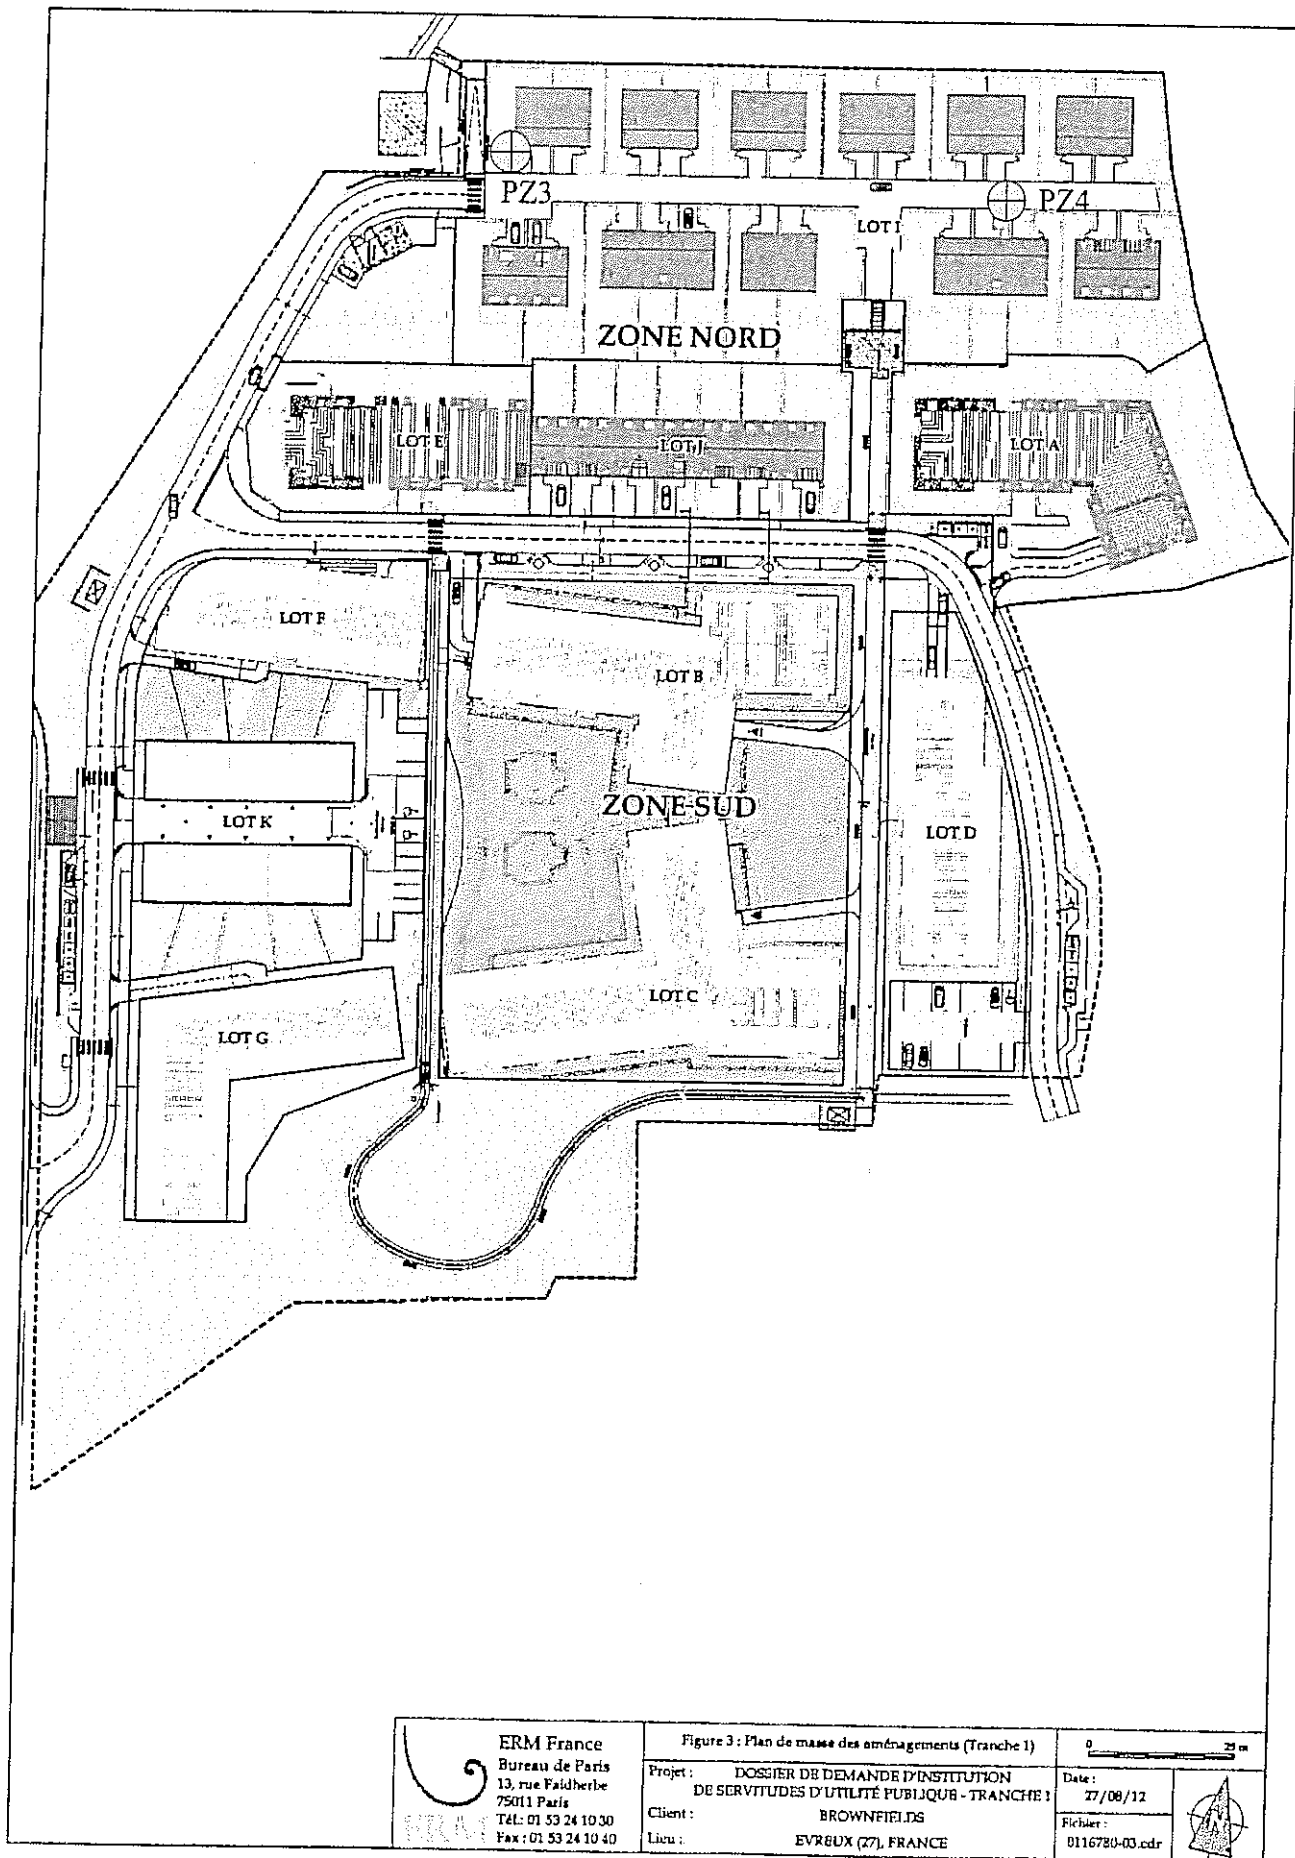 PZ3
PZ4
LOT I
ZONE NORD
LOT E
LOT J
LOT A
LOT F
LOT B
ZONE SUD
LOT K
LOT D
LOT C
LOT G
ERM France
Bureau de Paris
13, rue Faidherbe
75011 Paris
Tél.: 01 53 24 10 30
Fax : 01 53 24 10 40
ERM
Figure 3 : Plan de masse des aménagements (Tranche 1)
Projet : DOSSIER DE DEMANDE D'INSTITUTION
DE SERVITUDES D'UTILITÉ PUBLIQUE - TRANCHE 1
Client : BROWNFIELDS
Lieu : EVREUX (27), FRANCE
0 25 m
Date :
27/08/12
Fichier :
0116780-03.cdr
N